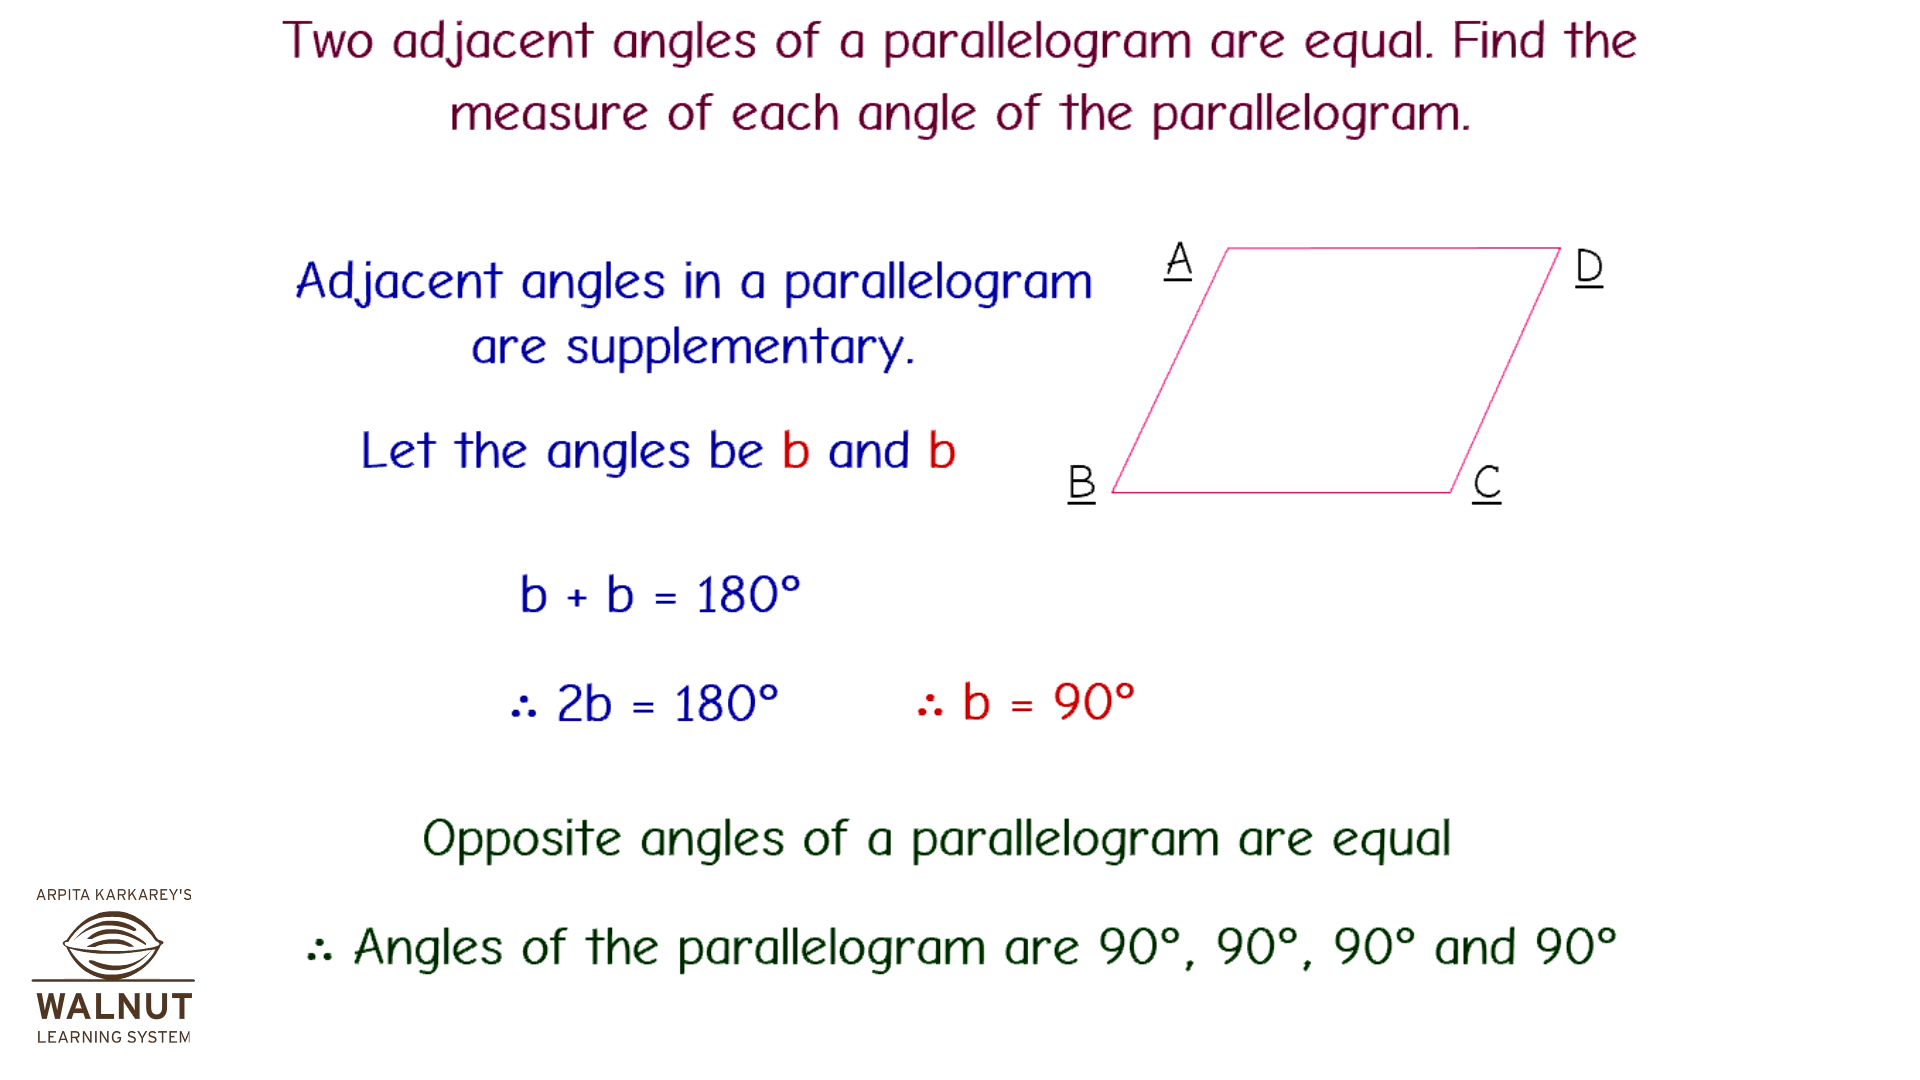 Two adjacent angles of a parallelogram are equal. Find the
measure of each angle of the parallelogram.
Adjacent angles in a parallelogram
are supplementary.
Let the angles be b and b
A
D
B
C
b + b = 180°
∴ 2b = 180°
∴ b = 90°
Opposite angles of a parallelogram are equal
∴ Angles of the parallelogram are 90°, 90°, 90° and 90°
ARPITA KARKAREY'S
WALNUT
LEARNING SYSTEM